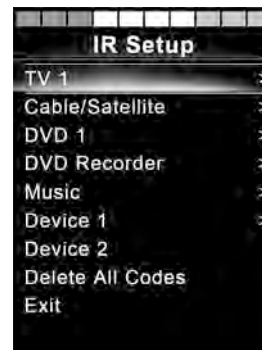 IR Setup
TV 1 >
Cable/Satellite >
DVD 1 >
DVD Recorder >
Music >
Device 1 >
Device 2
Delete All Codes
Exit